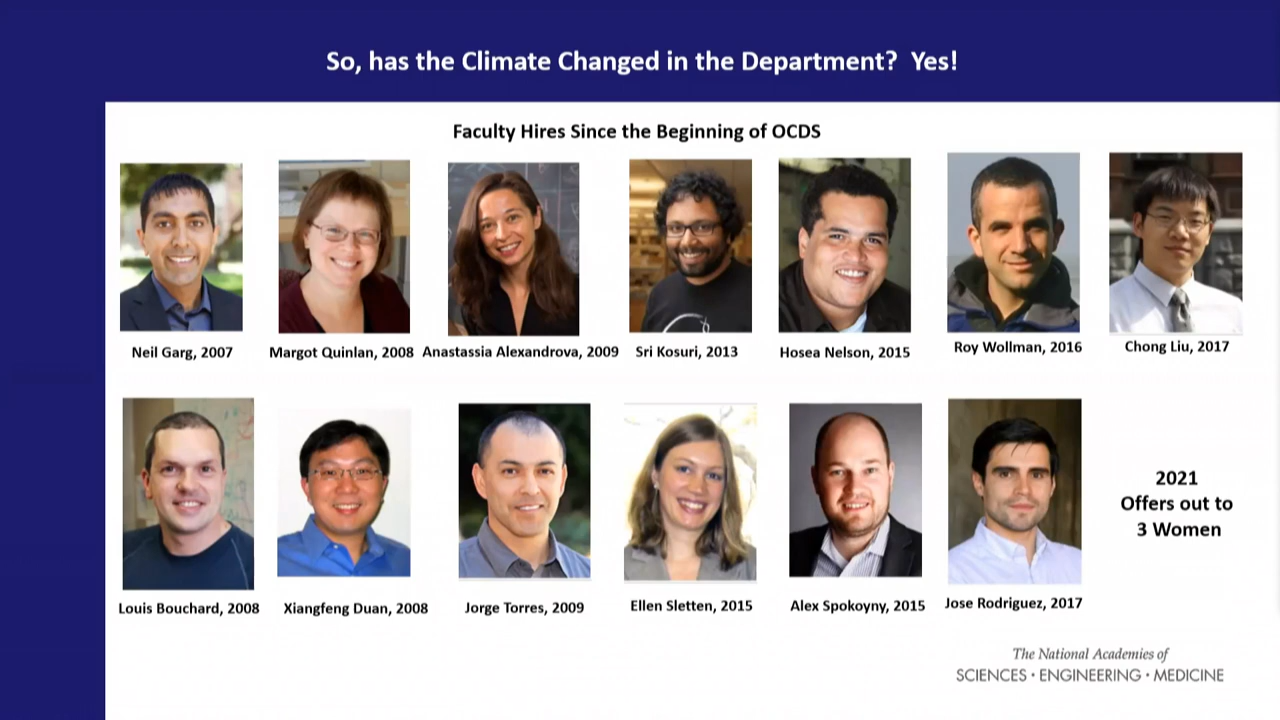 So, has the Climate Changed in the Department?  Yes!
Faculty Hires Since the Beginning of OCDS
Neil Garg, 2007
Margot Quinlan, 2008
Anastassia Alexandrova, 2009
Sri Kosuri, 2013
Hosea Nelson, 2015
Roy Wollman, 2016
Chong Liu, 2017
Louis Bouchard, 2008
Xiangfeng Duan, 2008
Jorge Torres, 2009
Ellen Sletten, 2015
Alex Spokoyny, 2015
Jose Rodriguez, 2017
2021
Offers out to
3 Women
The National Academies of
SCIENCES · ENGINEERING · MEDICINE